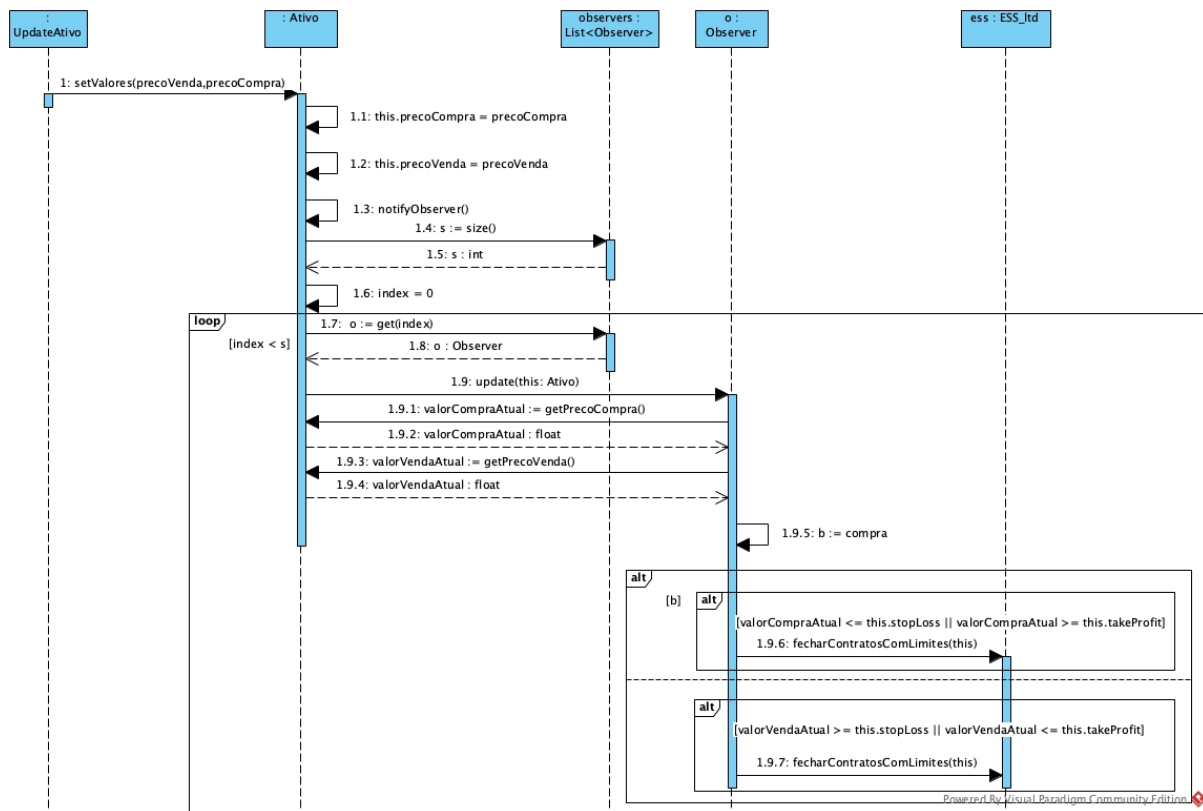 :
UpdateAtivo
: Ativo
observers :
List<Observer>
o :
Observer
ess : ESS_ltd
1: setValores(precoVenda,precoCompra)
1.1: this.precoCompra = precoCompra
1.2: this.precoVenda = precoVenda
1.3: notifyObserver()
1.4: s := size()
1.5: s : int
1.6: index = 0
loop
[index < s]
1.7: o := get(index)
1.8: o : Observer
1.9: update(this: Ativo)
1.9.1: valorCompraAtual := getPrecoCompra()
1.9.2: valorCompraAtual : float
1.9.3: valorVendaAtual := getPrecoVenda()
1.9.4: valorVendaAtual : float
1.9.5: b := compra
alt
[b]
alt
[valorCompraAtual <= this.stopLoss || valorCompraAtual >= this.takeProfit]
1.9.6: fecharContratosComLimites(this)
alt
[valorVendaAtual >= this.stopLoss || valorVendaAtual <= this.takeProfit]
1.9.7: fecharContratosComLimites(this)
Powered By Visual Paradigm Community Edition